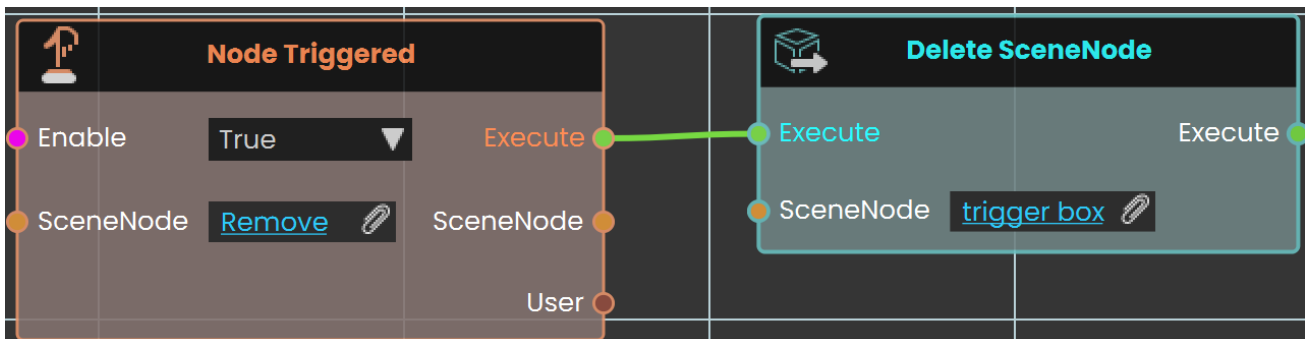 Node Triggered
Enable
True
Execute
SceneNode
Remove
SceneNode
User
Delete SceneNode
Execute
Execute
SceneNode
trigger box